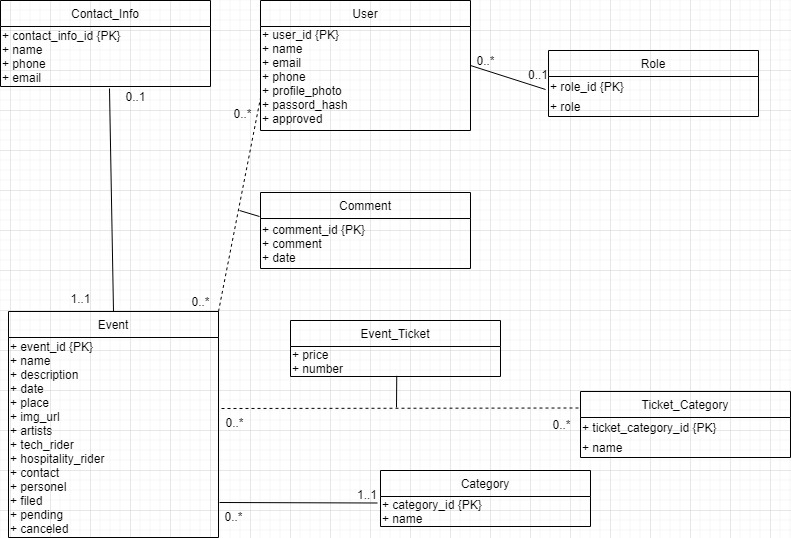 Contact_Info
+ contact_info_id {PK}
+ name
+ phone
+ email
User
+ user_id {PK}
+ name
+ email
+ phone
+ profile_photo
+ passord_hash
+ approved
0..*
0..1
Role
+ role_id {PK}
+ role
0..1
0..*
Comment
+ comment_id {PK}
+ comment
+ date
1..1
0..*
Event
+ event_id {PK}
+ name
+ description
+ date
+ place
+ img_url
+ artists
+ tech_rider
+ hospitality_rider
+ contact
+ personel
+ filed
+ pending
+ canceled
Event_Ticket
+ price
+ number
0..*
0..*
Ticket_Category
+ ticket_category_id {PK}
+ name
0..*
1..1
Category
+ category_id {PK}
+ name